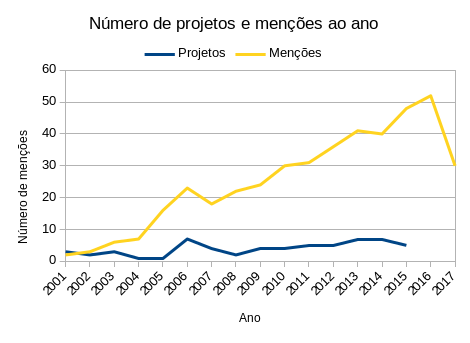 Número de projetos e menções ao ano
Projetos Menções
Número de menções
60
50
40
30
20
10
0
2001 2002 2003 2004 2005 2006 2007 2008 2009 2010 2011 2012 2013 2014 2015 2016 2017
Ano